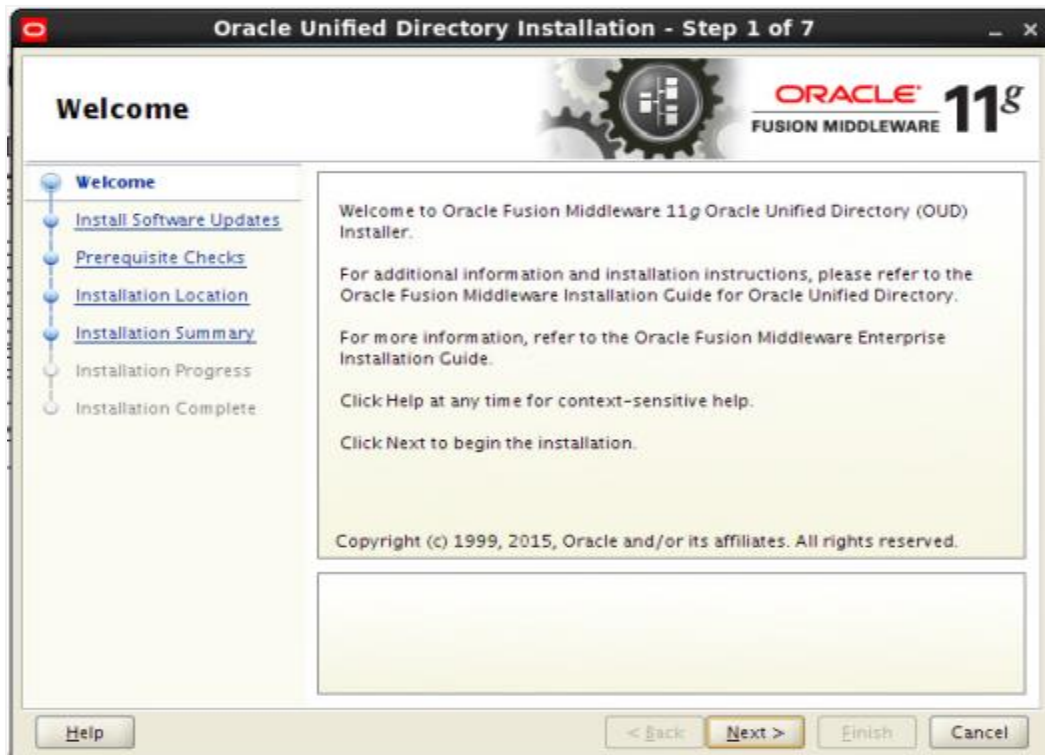 Oracle Unified Directory Installation - Step 1 of 7
Welcome
ORACLE
FUSION MIDDLEWARE 11g
Welcome
Install Software Updates
Prerequisite Checks
Installation Location
Installation Summary
Installation Progress
Installation Complete
Welcome to Oracle Fusion Middleware 11g Oracle Unified Directory (OUD)
Installer.
For additional information and installation instructions, please refer to the
Oracle Fusion Middleware Installation Guide for Oracle Unified Directory.
For more information, refer to the Oracle Fusion Middleware Enterprise
Installation Guide.
Click Help at any time for context-sensitive help.
Click Next to begin the installation.
Copyright (c) 1999, 2015, Oracle and/or its affiliates. All rights reserved.
Help
< Back
Next >
Finish
Cancel